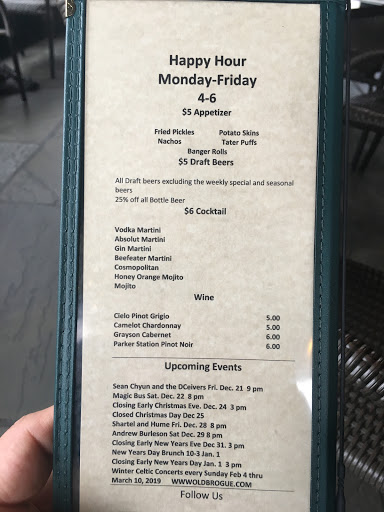 Happy Hour
Monday-Friday
4-6
$5 Appetizer
Fried Pickles Potato Skins
Nachos Tater Puffs
Banger Rolls
$5 Draft Beers
All Draft beers excluding the weekly special and seasonal
beers
25% off all Bottle Beer
$6 Cocktail
Vodka Martini
Absolut Martini
Gin Martini
Beefeater Martini
Cosmopolitan
Honey Orange Mojito
Mojito
Wine
Cielo Pinot Grigio 5.00
Camelot Chardonnay 5.00
Grayson Cabernet 6.00
Parker Station Pinot Noir 6.00
Upcoming Events
Sean Chyun and the DCeivers Fri. Dec. 21 9 pm
Magic Bus Sat. Dec. 22 8 pm
Closing Early Christmas Eve. Dec. 24 3 pm
Closed Christmas Day Dec 25
Shartel and Hume Fri. Dec. 28 8 pm
Andrew Burleson Sat Dec. 29 8 pm
Closing Early New Years Eve Dec 31. 3 pm
New Years Day Brunch 10-3 Jan. 1
Closing Early New Years Day Jan. 1 3 pm
Winter Celtic Concerts every Sunday Feb 4 thru
March 10, 2019 WWWOLDBROGUE.COM
Follow Us